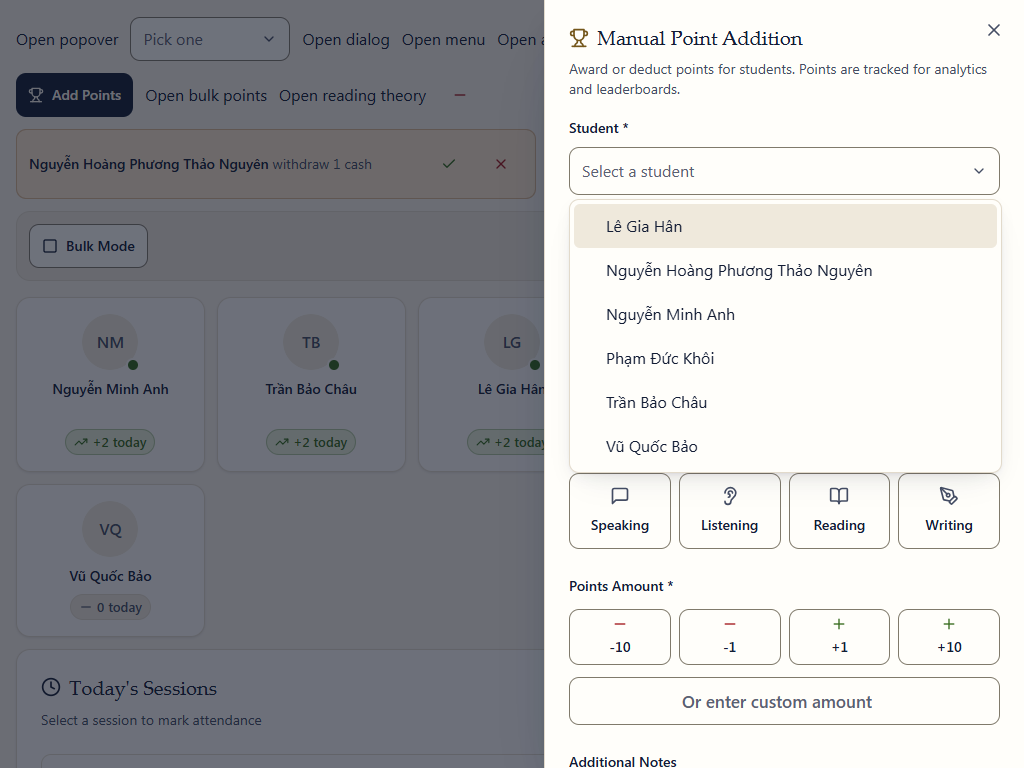 Open popover
Pick one
Open dialog
Open menu
Add Points
Open bulk points
Open reading theory
Nguyễn Hoàng Phương Thảo Nguyên withdraw 1 cash
Bulk Mode
NM
Nguyễn Minh Anh
+2 today
TB
Trần Bảo Châu
+2 today
LG
Lê Gia Hân
+2 today
VQ
Vũ Quốc Bảo
0 today
Today's Sessions
Select a session to mark attendance
Manual Point Addition
Award or deduct points for students. Points are tracked for analytics
and leaderboards.
Student *
Select a student
Lê Gia Hân
Nguyễn Hoàng Phương Thảo Nguyên
Nguyễn Minh Anh
Phạm Đức Khôi
Trần Bảo Châu
Vũ Quốc Bảo
Speaking
Listening
Reading
Writing
Points Amount *
-10
-1
+1
+10
Or enter custom amount
Additional Notes